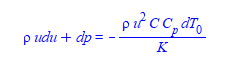 ρ udu + dp = - ρ u² C Cₚ dT₀ / K